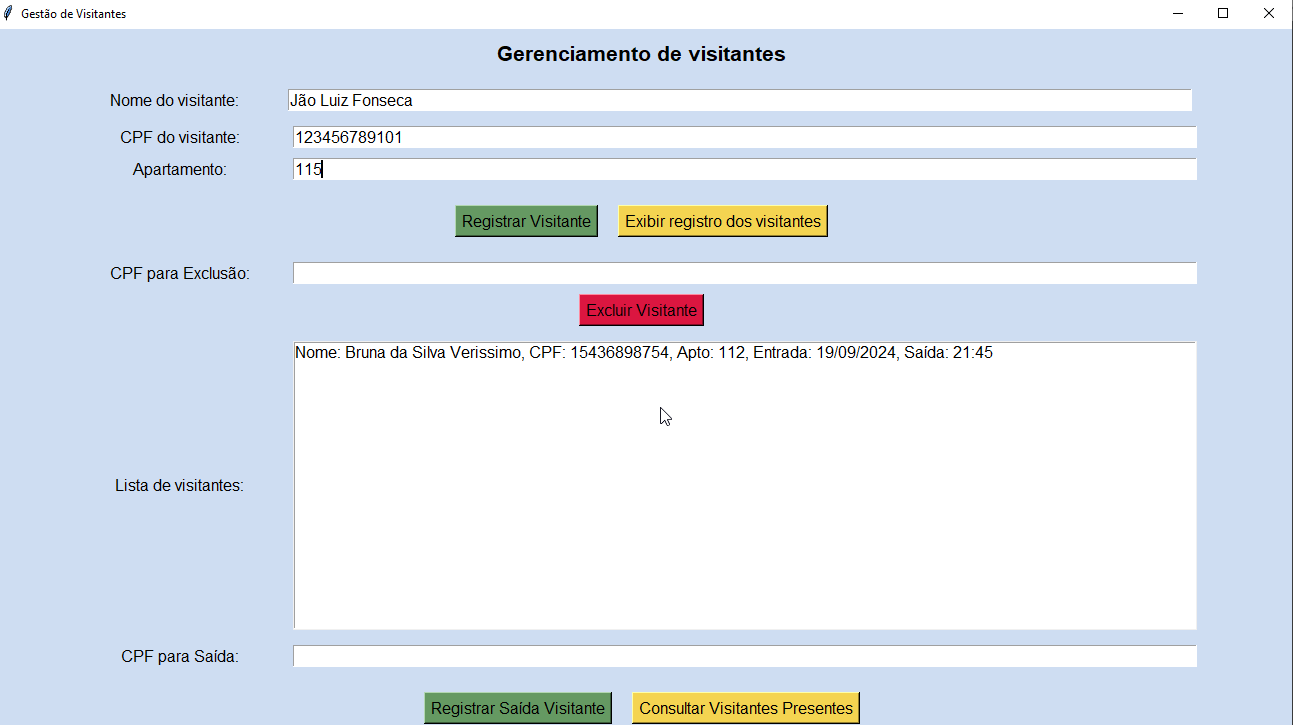 Gestão de Visitantes
Gerenciamento de visitantes
Nome do visitante: Jão Luiz Fonseca
CPF do visitante: 123456789101
Apartamento: 115
Registrar Visitante Exibir registro dos visitantes
CPF para Exclusão:
Excluir Visitante
Nome: Bruna da Silva Verissimo, CPF: 15436898754, Apto: 112, Entrada: 19/09/2024, Saída: 21:45
Lista de visitantes:
CPF para Saída:
Registrar Saída Visitante Consultar Visitantes Presentes